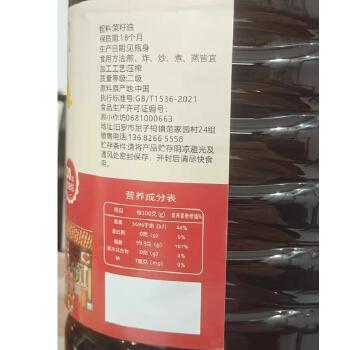 配料:菜籽油
保质期:18个月
生产日期:见瓶身
食用方法:煎、炸、炒、煮、蒸皆宜
加工工艺:压榨
质量等级:二级
原料原产地:中国
执行标准号:GB/T1536-2021
食品生产许可证编号:
湘小作坊0681000663
地址:汨罗市屈子祠镇范家园村24组
销售电话:136 8266 5558
贮存条件:请将产品贮存阴凉避光及
通风处密封保存，开封后请尽快食
用。
营养成分表
项目 每100克(g) 营养素参考值%
能量 3696千焦 (kJ) 44%
蛋白质 0克 (g) 0%
脂肪 99.9克 (g) 167%
碳水化合物 0克 (g) 0%
钠 0毫克 (mg) 0%